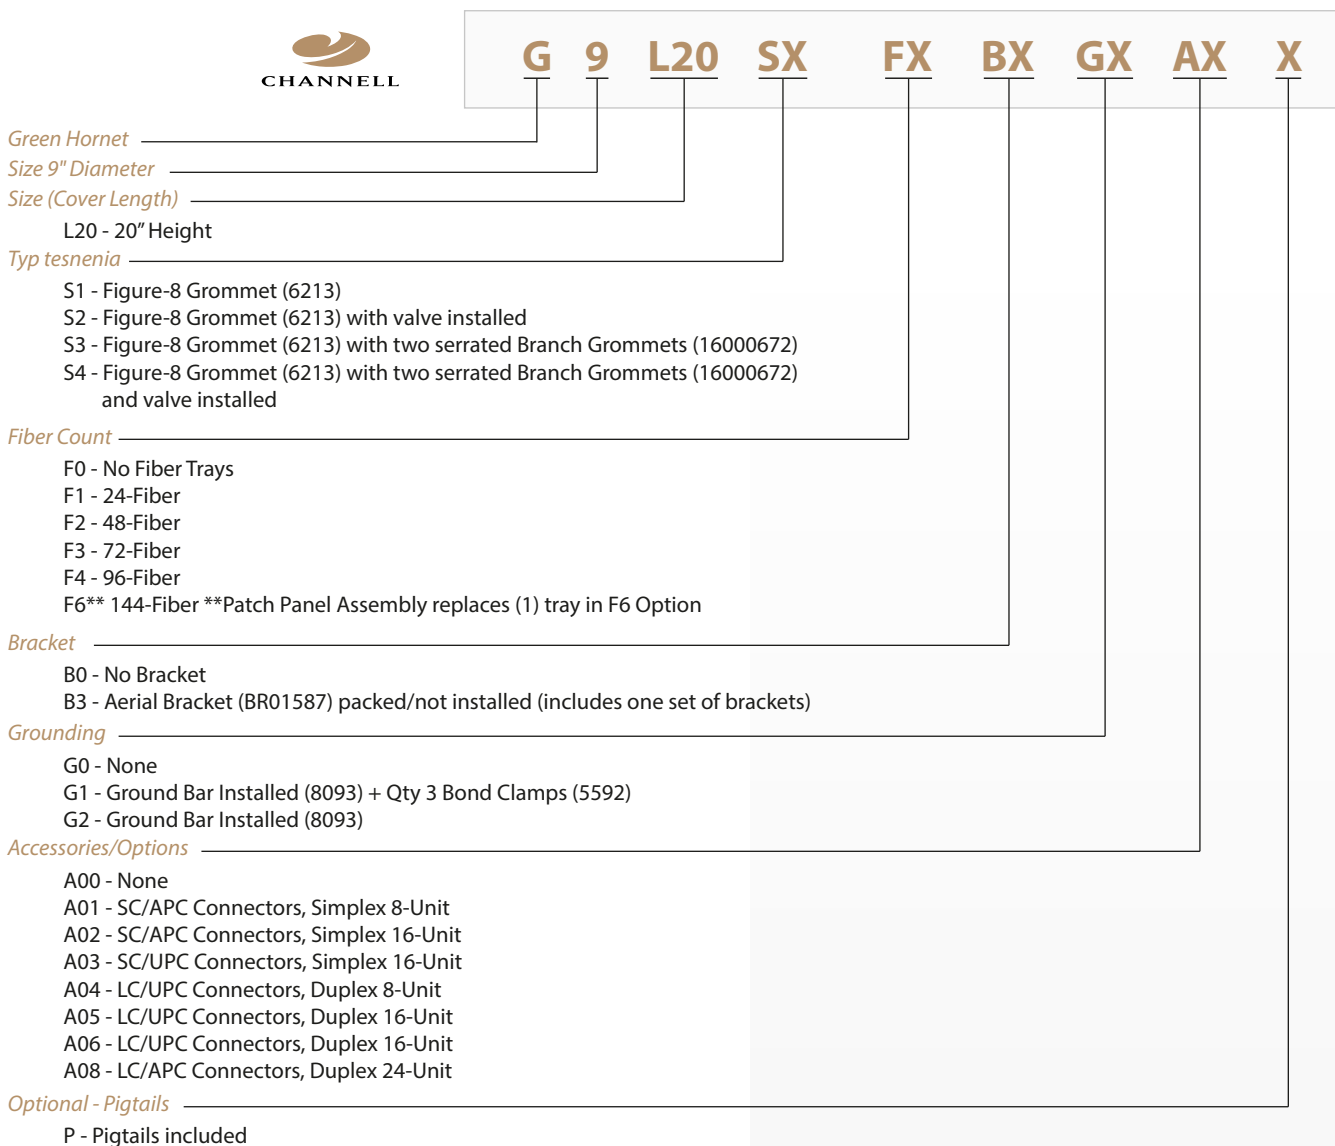 CHANNELL
G 9 L20 SX FX BX GX AX X
Green Hornet
Size 9" Diameter
Size (Cover Length)
L20 - 20” Height
Typ tesnenia
S1 - Figure-8 Grommet (6213)
S2 - Figure-8 Grommet (6213) with valve installed
S3 - Figure-8 Grommet (6213) with two serrated Branch Grommets (16000672)
S4 - Figure-8 Grommet (6213) with two serrated Branch Grommets (16000672)
and valve installed
Fiber Count
F0 - No Fiber Trays
F1 - 24-Fiber
F2 - 48-Fiber
F3 - 72-Fiber
F4 - 96-Fiber
F6** 144-Fiber **Patch Panel Assembly replaces (1) tray in F6 Option
Bracket
B0 - No Bracket
B3 - Aerial Bracket (BR01587) packed/not installed (includes one set of brackets)
Grounding
G0 - None
G1 - Ground Bar Installed (8093) + Qty 3 Bond Clamps (5592)
G2 - Ground Bar Installed (8093)
Accessories/Options
A00 - None
A01 - SC/APC Connectors, Simplex 8-Unit
A02 - SC/APC Connectors, Simplex 16-Unit
A03 - SC/UPC Connectors, Simplex 16-Unit
A04 - LC/UPC Connectors, Duplex 8-Unit
A05 - LC/UPC Connectors, Duplex 16-Unit
A06 - LC/UPC Connectors, Duplex 16-Unit
A08 - LC/APC Connectors, Duplex 24-Unit
Optional - Pigtails
P - Pigtails included